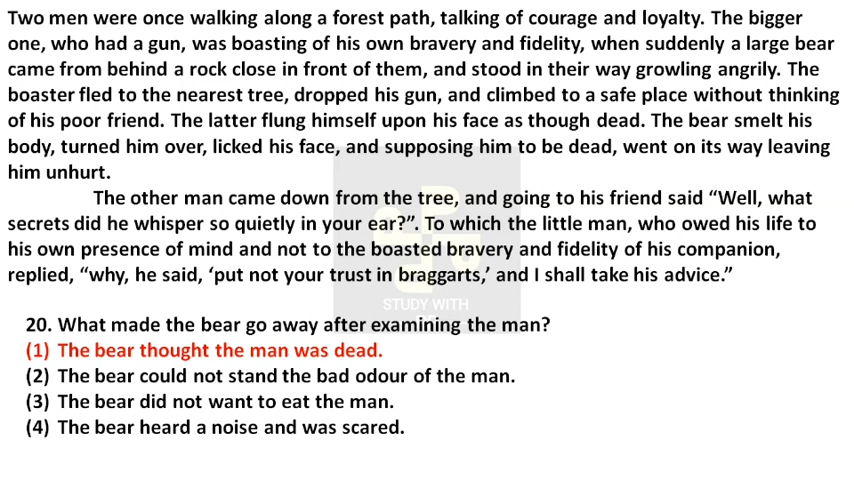 Two men were once walking along a forest path, talking of courage and loyalty. The bigger
one, who had a gun, was boasting of his own bravery and fidelity, when suddenly a large bear
came from behind a rock close in front of them, and stood in their way growling angrily. The
boaster fled to the nearest tree, dropped his gun, and climbed to a safe place without thinking
of his poor friend. The latter flung himself upon his face as though dead. The bear smelt his
body, turned him over, licked his face, and supposing him to be dead, went on its way leaving
him unhurt.
The other man came down from the tree, and going to his friend said “Well, what
secrets did he whisper so quietly in your ear?”. To which the little man, who owed his life to
his own presence of mind and not to the boasted bravery and fidelity of his companion,
replied, “why, he said, ‘put not your trust in braggarts,’ and I shall take his advice.”
STUDY WITH
20. What made the bear go away after examining the man?
(1) The bear thought the man was dead.
(2) The bear could not stand the bad odour of the man.
(3) The bear did not want to eat the man.
(4) The bear heard a noise and was scared.